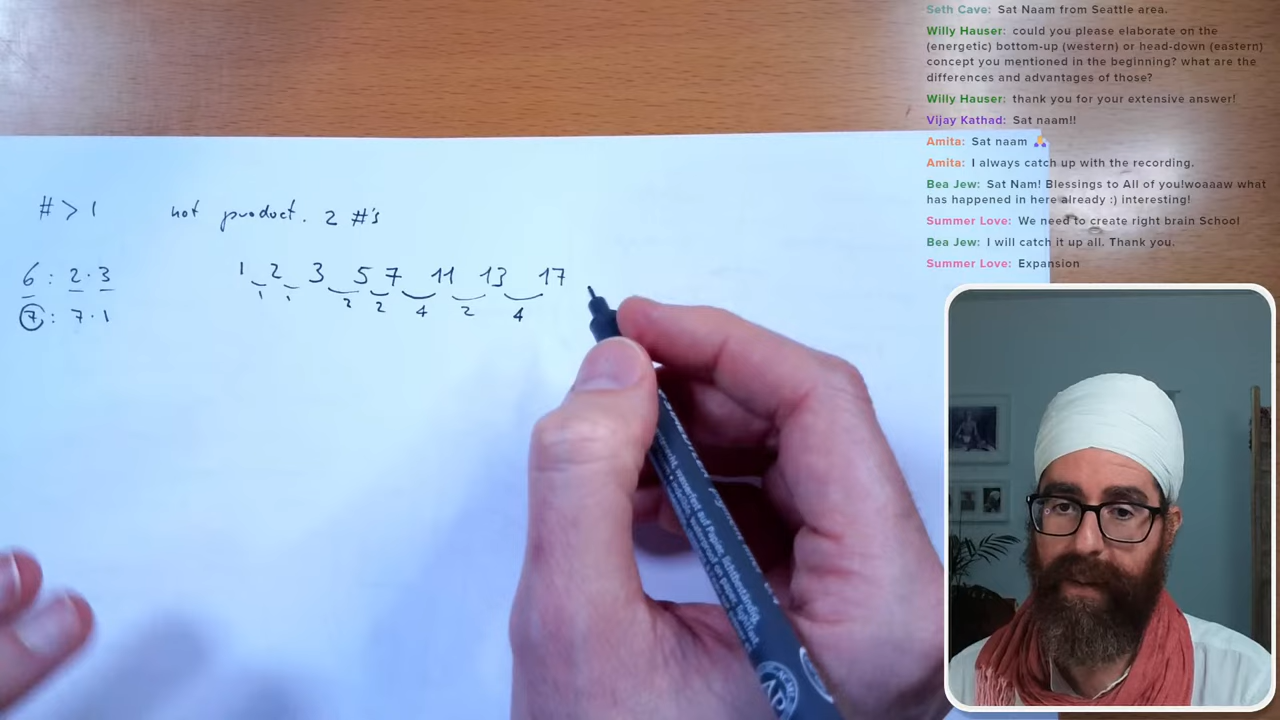 Seth Cave: Sat Naam from Seattle area.
Willy Hauser: could you please elaborate on the
(energetic) bottom-up (western) or head-down (eastern)
concept you mentioned in the beginning? what are the
differences and advantages of those?
Willy Hauser: thank you for your extensive answer!
Vijay Kathad: Sat naam!!
Amita: Sat naam 🙏
Amita: I always catch up with the recording.
Bea Jew: Sat Nam! Blessings to All of you!woaaaw what
has happened in here already :) interesting!
Summer Love: We need to create right brain School
Bea Jew: I will catch it up all. Thank you.
Summer Love: Expansion
# > 1 not product. 2 #'s
6 : 2 · 3
7 : 7 · 1
1 2 3 5 7 11 13 17
1 1 2 2 4 2 4